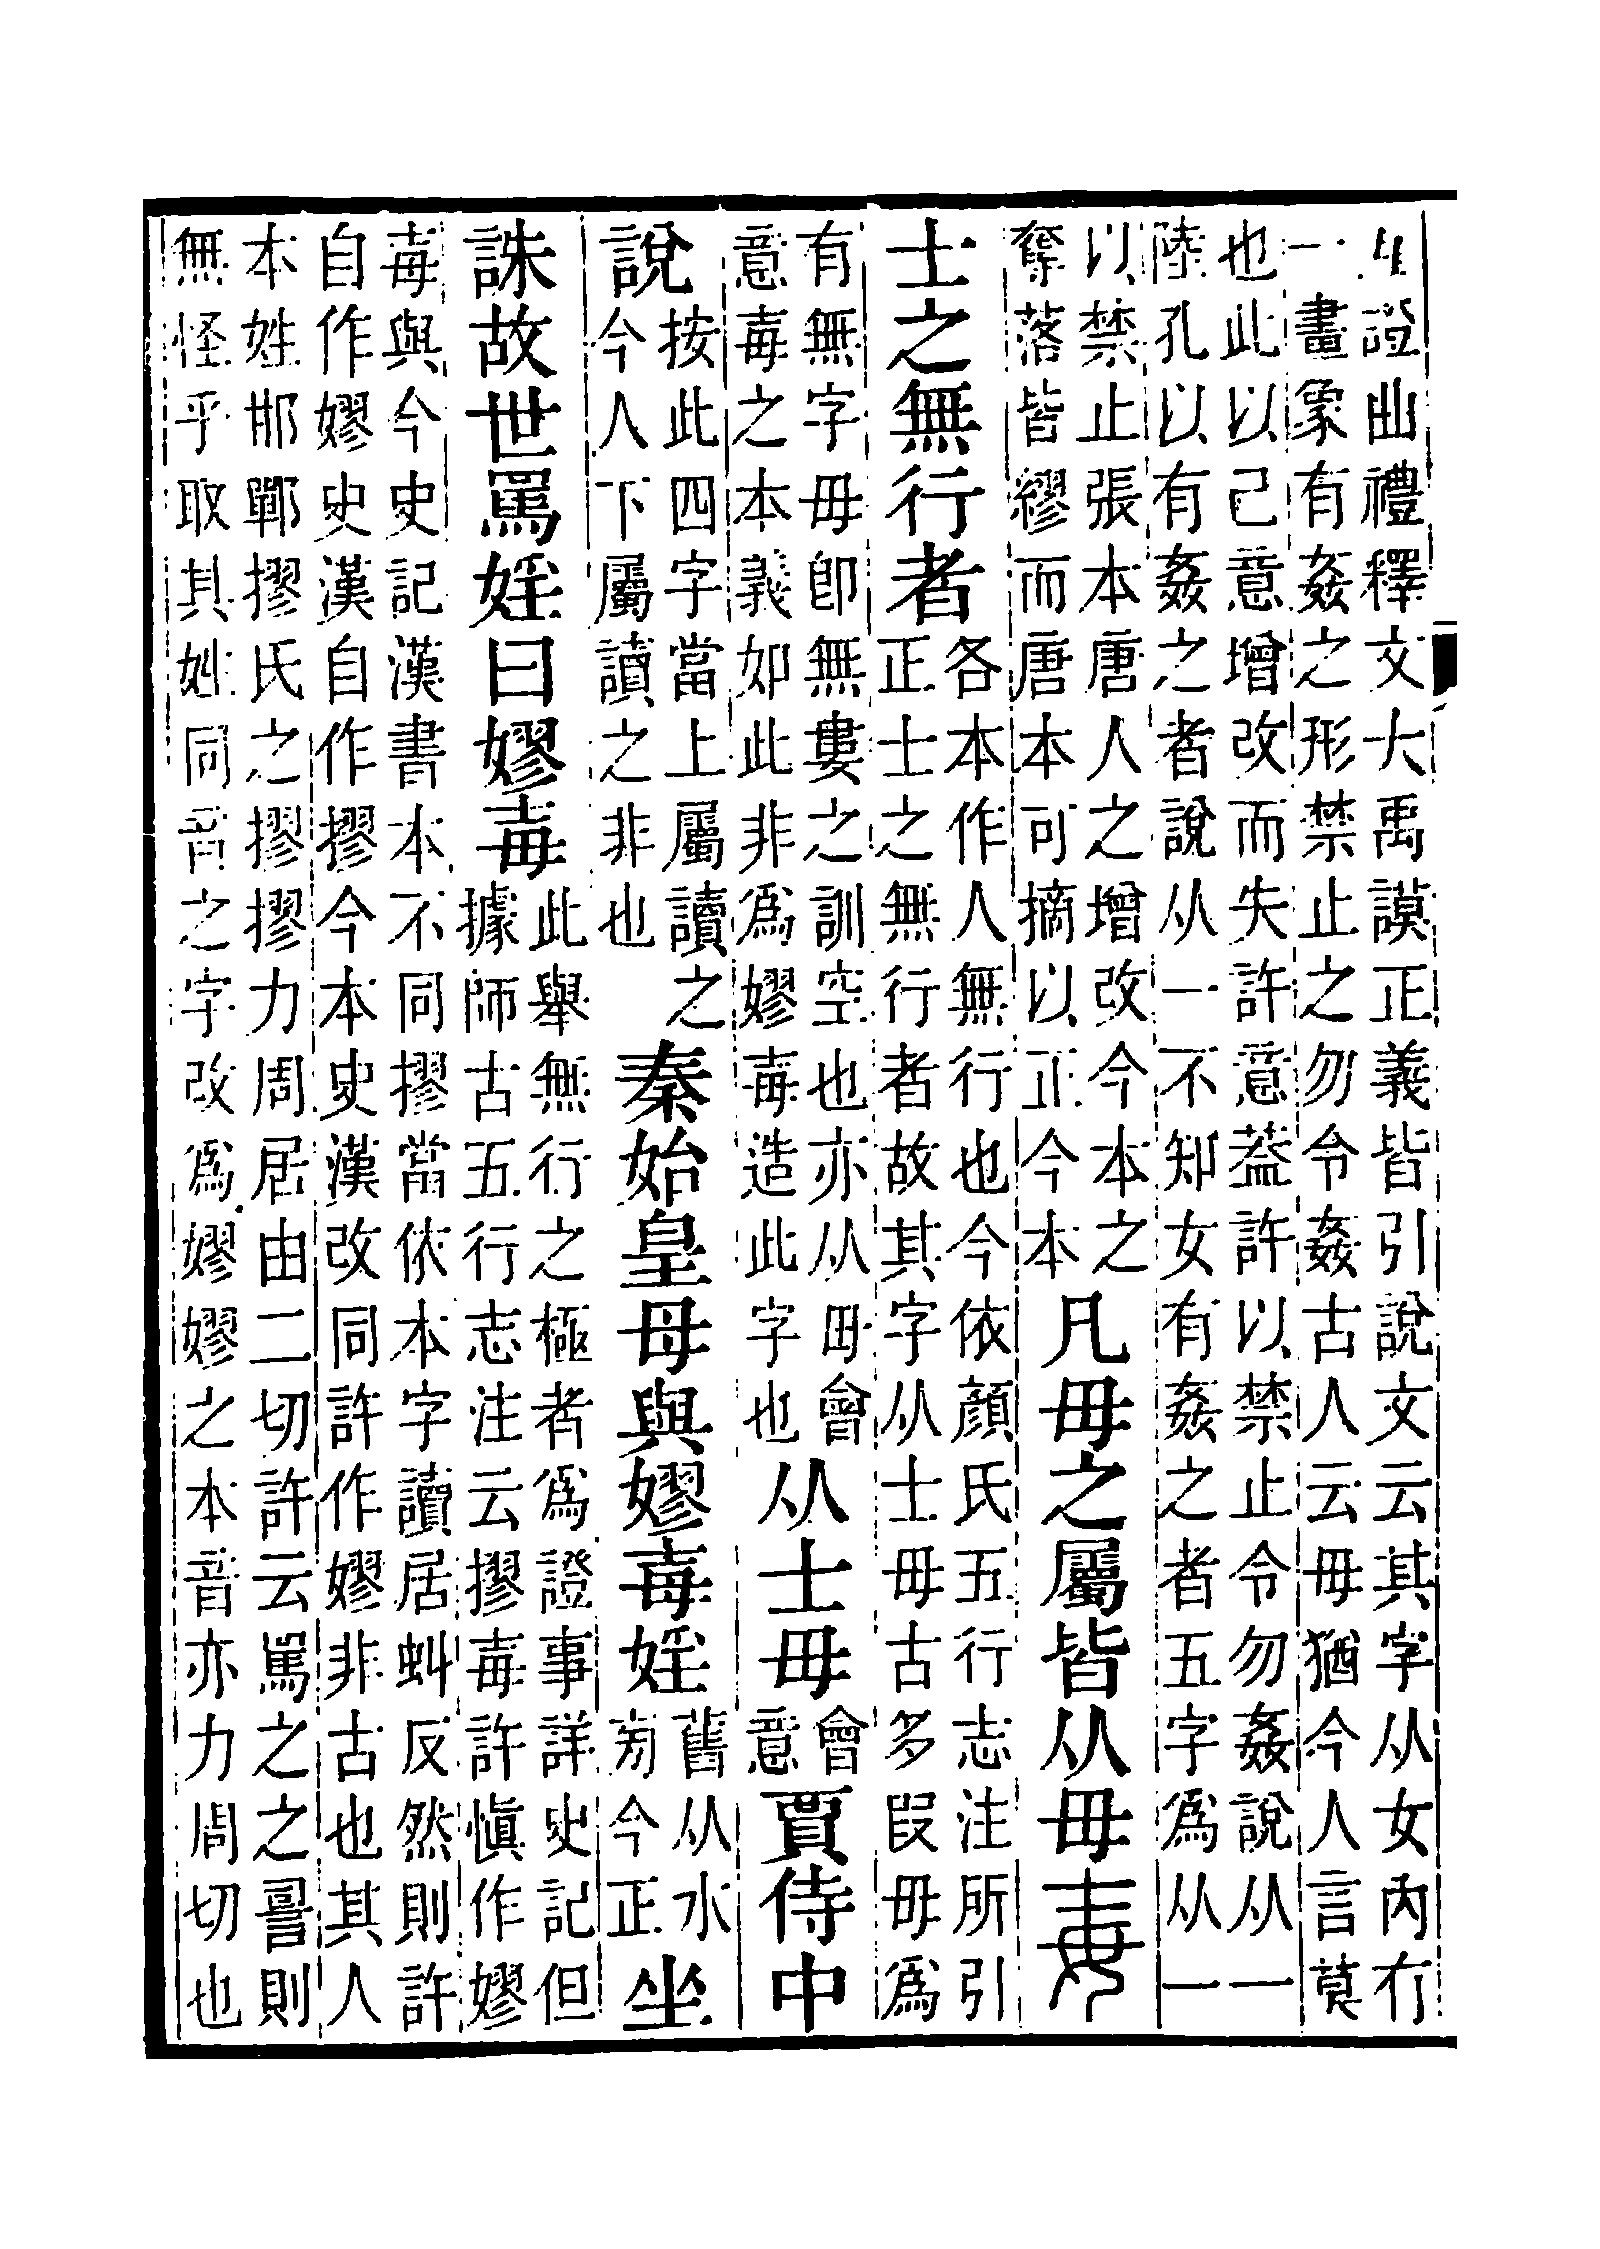 證曲禮釋文大禹謨正義皆引說文云其字从女內有
一畫象有姦之形禁止之勿令姦古人云毋猶今人言莫
也此以己意增改而失許意葢許以禁止令勿姦說从一
陸孔以有姦之者說从一不知女有姦之者五字爲从一
以禁止張本唐人之增改今本之
奪落皆繆而唐本可摘以正今本
凡毋之屬皆从毋毐
士之無行者
各本作人無行也今依顏氏五行志注所引
正士之無行者故其字从士毋古多叚毋爲
有無字毋卽無婁之訓空也亦从毌會
意毐之本義如此非爲嫪毐造此字也
从士毋
會
意
賈侍中
說
按此四字當上屬讀之
今人下屬讀之非也
秦始皇母與嫪毐婬
舊从水
㫄今正
坐
誅故世罵婬曰嫪毐
此舉無行之極者爲證事詳史記但
據師古五行志注云摎毐許愼作嫪
毐與今史記漢書本不同摎當依本字讀居虯反然則許
自作嫪史漢自作摎今本史漢改同許作嫪非古也其人
本姓邯鄲摎氏之摎摎力周居由二切許云罵之之詈則
無怪乎取其姓同音之字改爲嫪嫪之本音亦力周切也